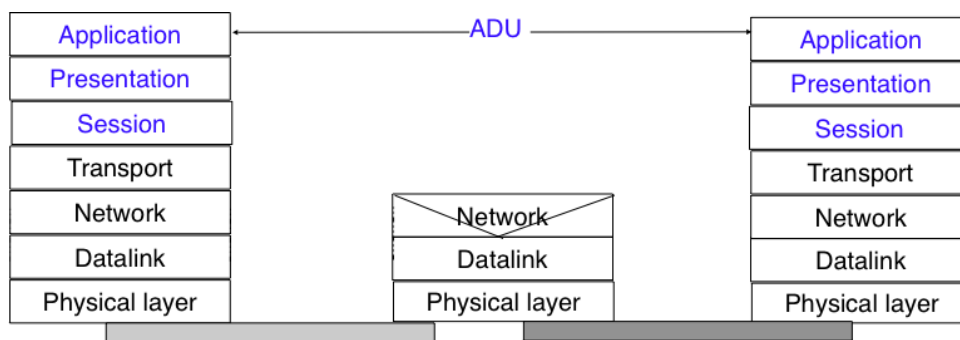 Application
Presentation
Session
Transport
Network
Datalink
Physical layer
ADU
Network
Datalink
Physical layer
Application
Presentation
Session
Transport
Network
Datalink
Physical layer